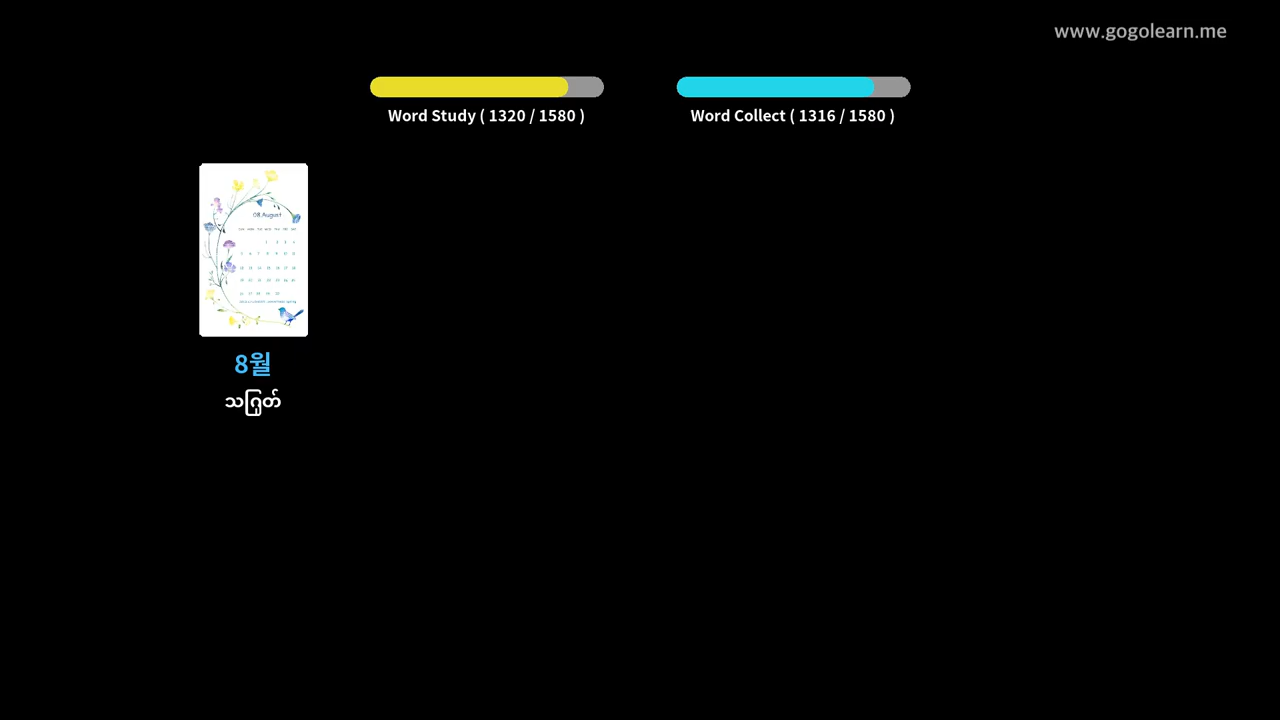 www.gogolearn.me
Word Study ( 1320 / 1580 )
Word Collect ( 1316 / 1580 )
08.August
8월
သဂြုတ်